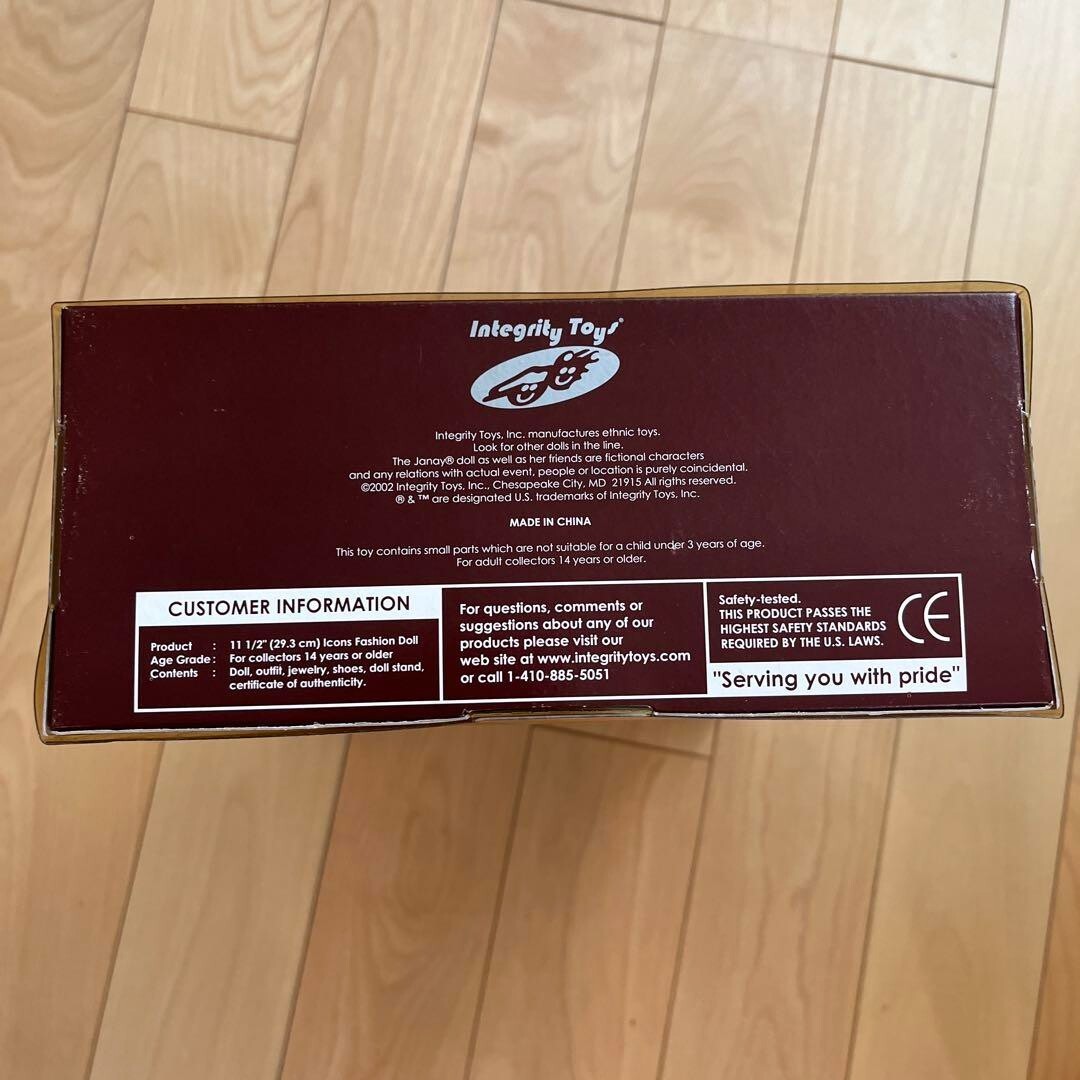 Integrity Toys®
Integrity Toys, Inc. manufactures ethnic toys.
Look for other dolls in the line.
The Janay® doll as well as her friends are fictional characters
and any relations with actual event, people or location is purely coincidental.
©2002 Integrity Toys, Inc., Chesapeake City, MD 21915 All rigths reserved.
® & ™ are designated U.S. trademarks of Integrity Toys, Inc.
MADE IN CHINA
This toy contains small parts which are not suitable for a child under 3 years of age.
For adult collectors 14 years or older.
CUSTOMER INFORMATION
Product : 11 1/2" (29.3 cm) Icons Fashion Doll
Age Grade : For collectors 14 years or older
Contents : Doll, outfit, jewelry, shoes, doll stand,
certificate of authenticity.
For questions, comments or
suggestions about any of our
products please visit our
web site at www.integritytoys.com
or call 1-410-885-5051
Safety-tested.
THIS PRODUCT PASSES THE
HIGHEST SAFETY STANDARDS
REQUIRED BY THE U.S. LAWS.
CE
"Serving you with pride"